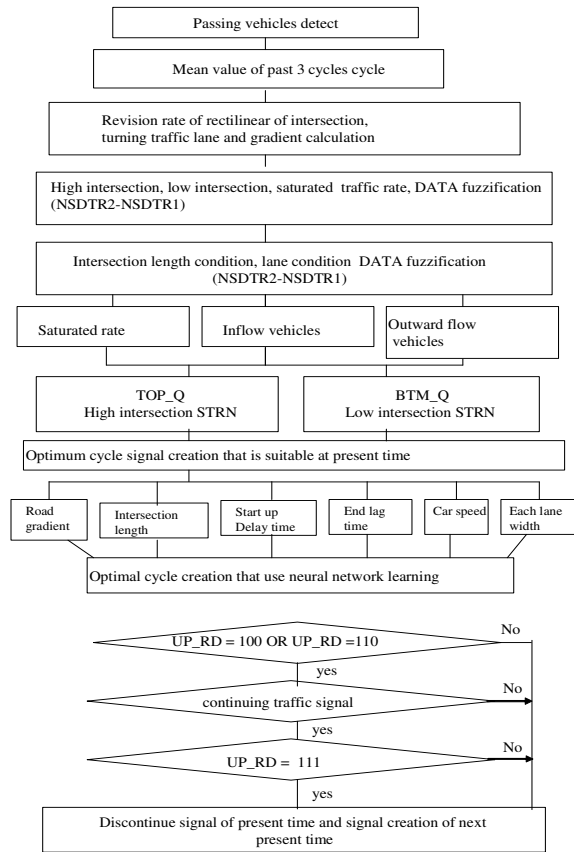 Passing vehicles detect
Mean value of past 3 cycles cycle
Revision rate of rectilinear of intersection,
turning traffic lane and gradient calculation
High intersection, low intersection, saturated traffic rate, DATA fuzzification
(NSDTR2-NSDTR1)
Intersection length condition, lane condition DATA fuzzification
(NSDTR2-NSDTR1)
Saturated rate
Inflow vehicles
Outward flow
vehicles
TOP_Q
High intersection STRN
BTM_Q
Low intersection STRN
Optimum cycle signal creation that is suitable at present time
Road
gradient
Intersection
length
Start up
Delay time
End lag
time
Car speed
Each lane
width
Optimal cycle creation that use neural network learning
UP_RD = 100 OR UP_RD =110
No
yes
continuing traffic signal
No
yes
UP_RD = 111
No
yes
Discontinue signal of present time and signal creation of next
present time